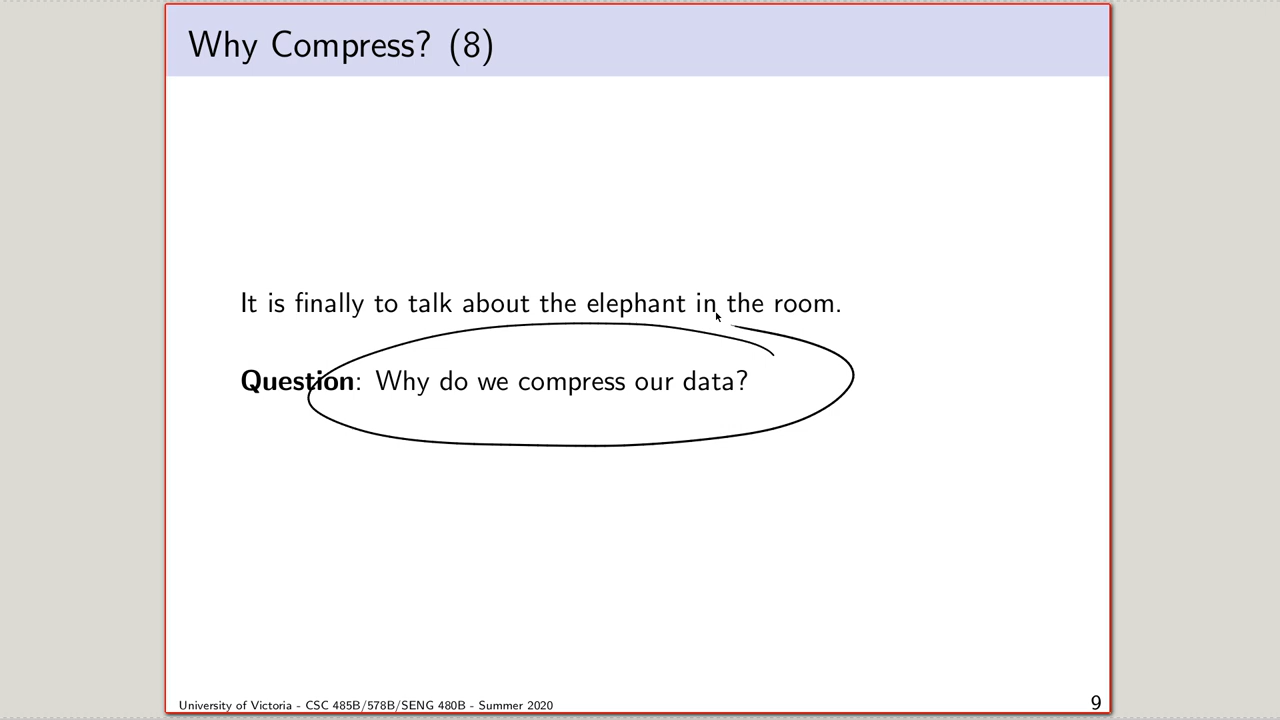 Why Compress? (8)
It is finally to talk about the elephant in the room.
Question: Why do we compress our data?
University of Victoria - CSC 485B/578B/SENG 480B - Summer 2020
9